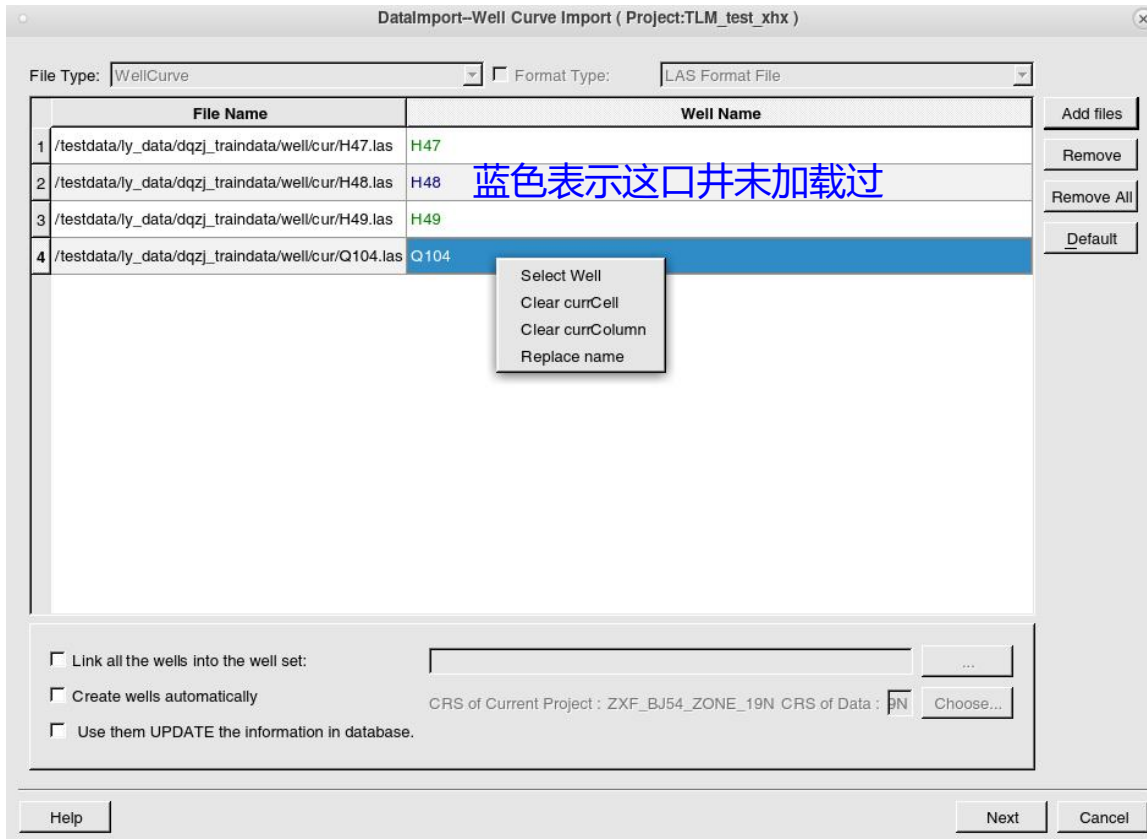 DataImport--Well Curve Import ( Project:TLM_test_xhx )
File Type: WellCurve Format Type: LAS Format File
File Name Well Name Add files
1 /testdata/ly_data/dqzj_traindata/well/cur/H47.las H47
Remove
2 /testdata/ly_data/dqzj_traindata/well/cur/H48.las H48 蓝色表示这口井未加载过
Remove All
3 /testdata/ly_data/dqzj_traindata/well/cur/H49.las H49
Default
4 /testdata/ly_data/dqzj_traindata/well/cur/Q104.las Q104
Select Well
Clear currCell
Clear currColumn
Replace name
Link all the wells into the well set: ...
Create wells automatically CRS of Current Project : ZXF_BJ54_ZONE_19N CRS of Data : 9N Choose...
Use them UPDATE the information in database.
Help Next Cancel